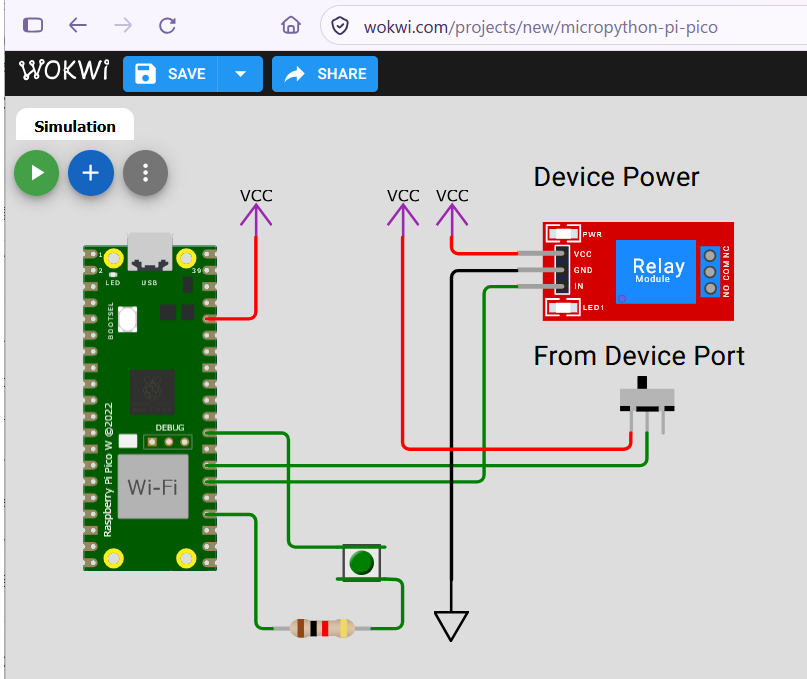 wokwi.com/projects/new/micropython-pi-pico
WOKWI
SAVE
SHARE
Simulation
VCC
VCC
VCC
Device Power
1
2
39
LED
USB
BOOTSEL
DEBUG
Raspberry Pi Pico W ©2022
Wi-Fi
PWR
VCC
GND
IN
LED1
Relay
Module
NO COM NC
From Device Port